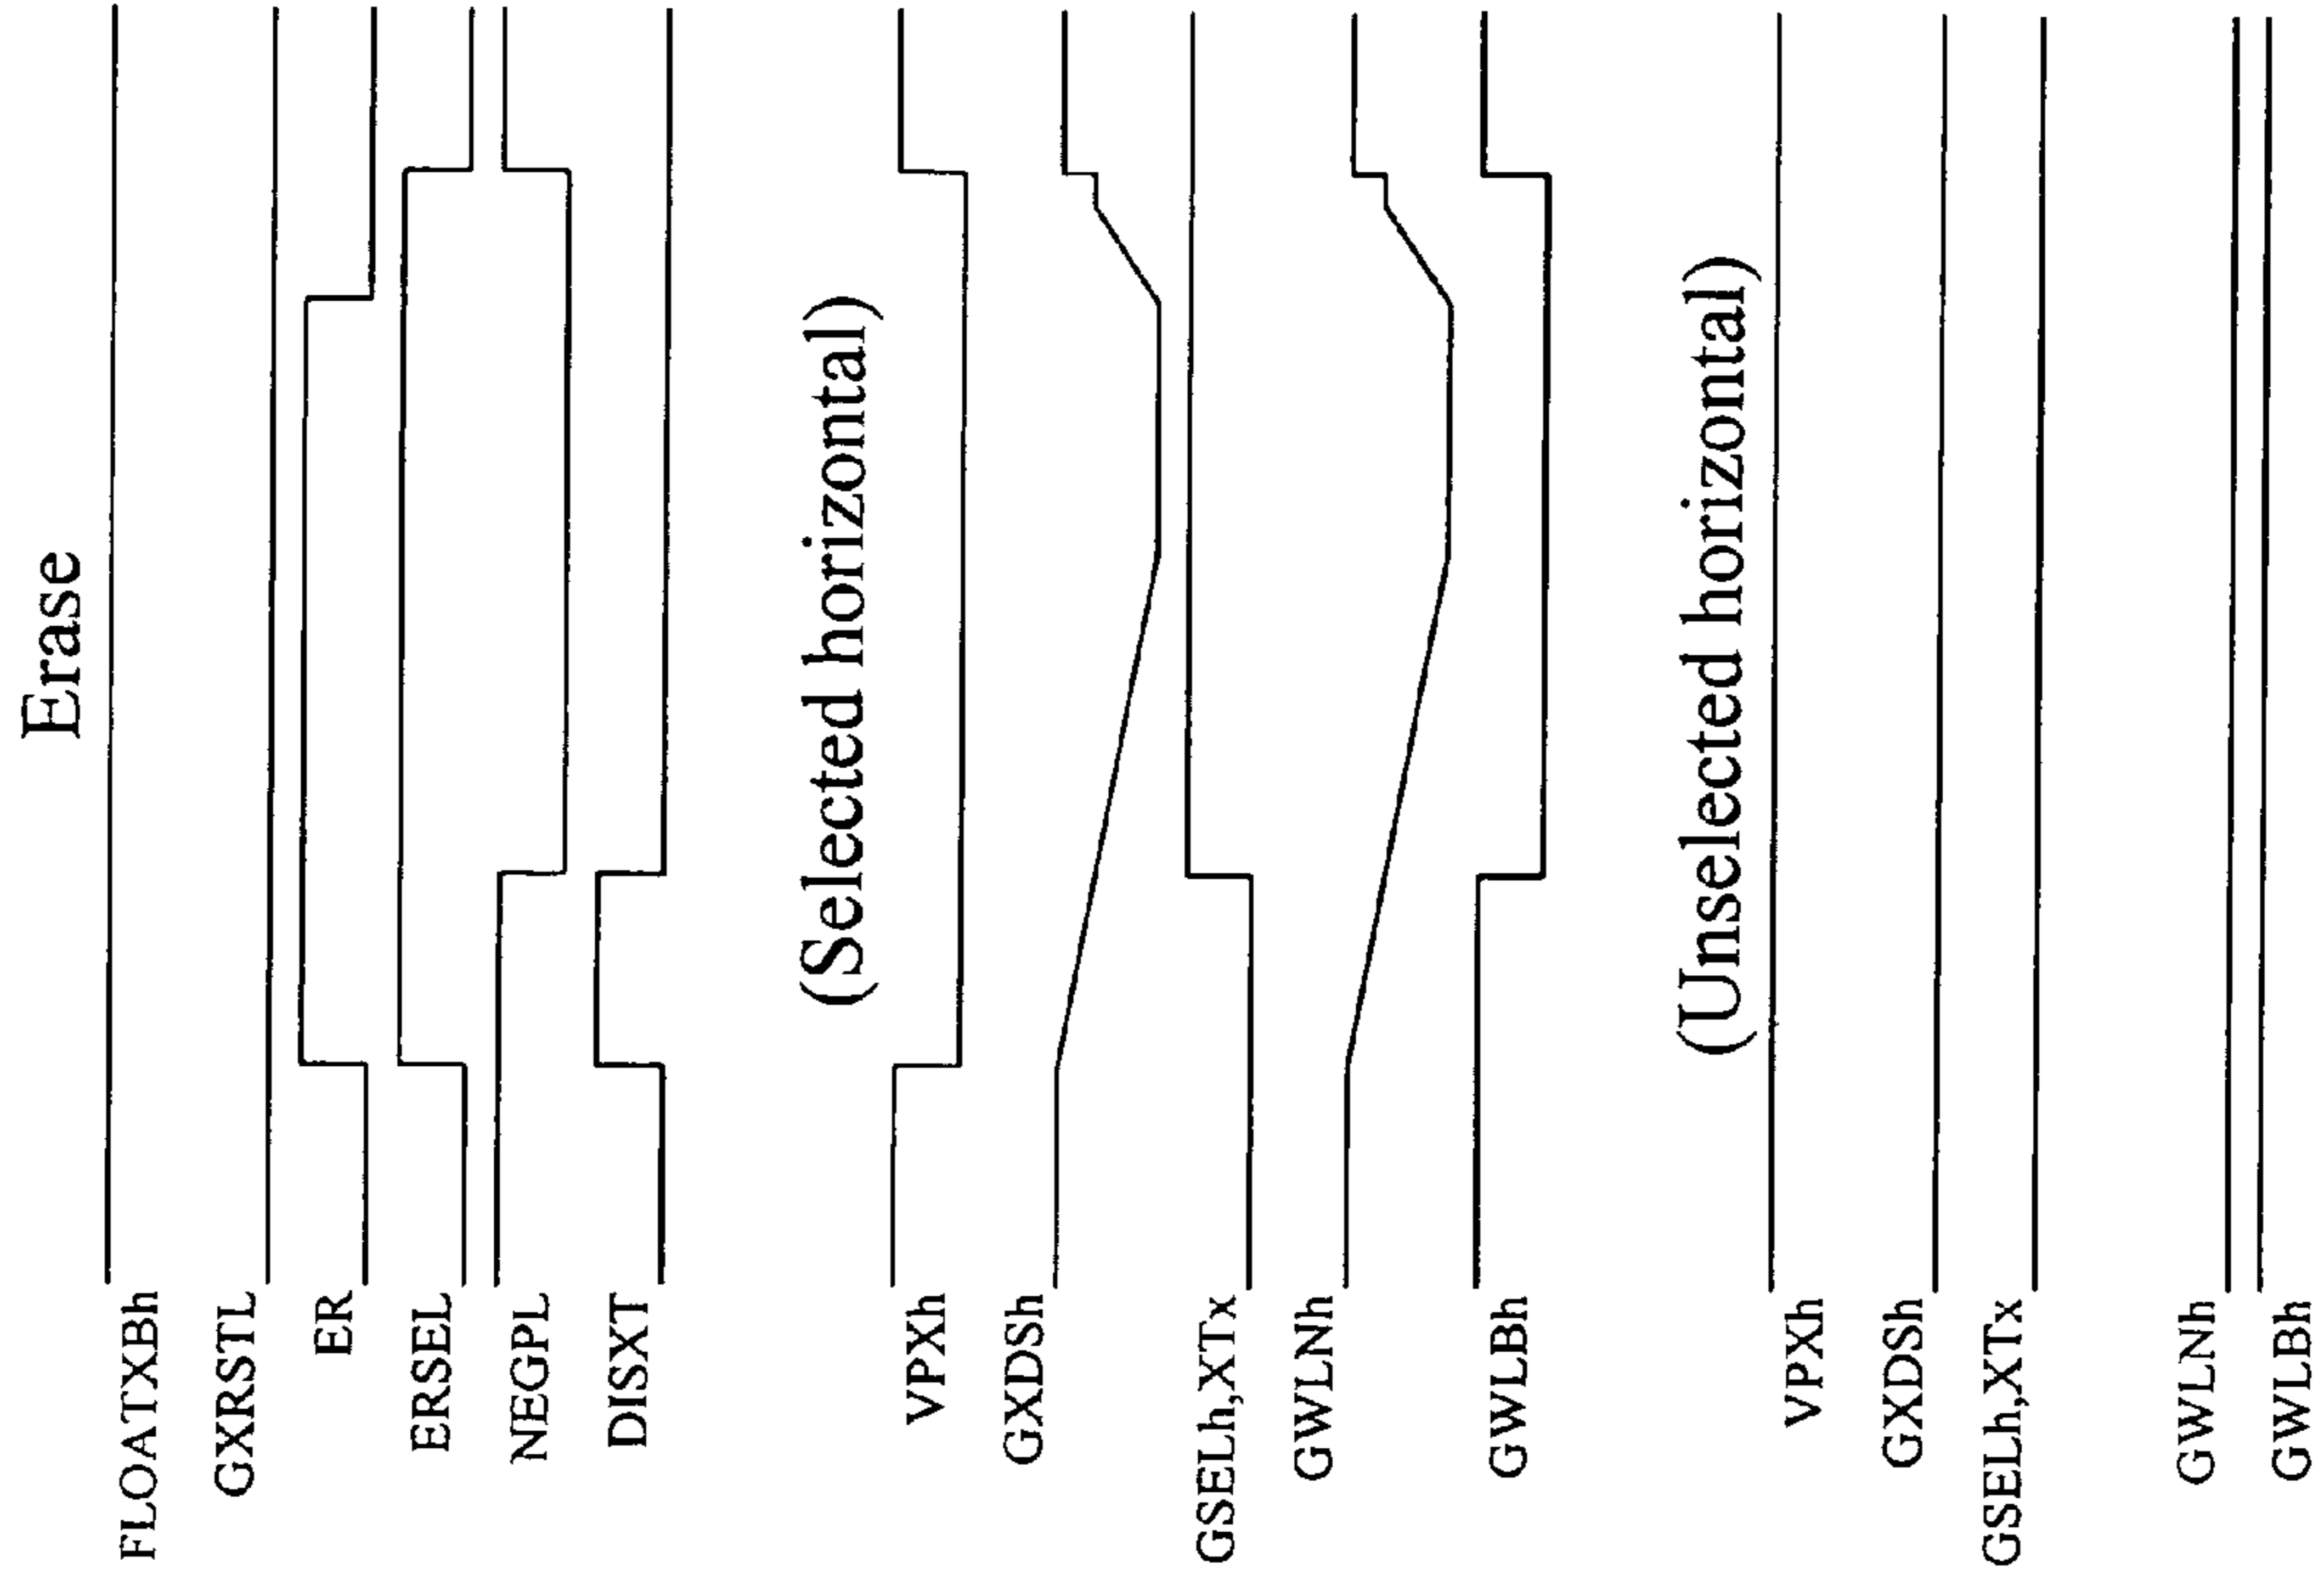 Erase
FLOATXBh
GXRSTL
ER
ERSEL
NEGPL
DISXT
(Selected horizontal)
VPXh
GXDSh
GSELh,XTx
GWLNh
GWLBh
(Unselected horizontal)
VPXh
GXDSh
GSELh,XTx
GWLNh
GWLBh